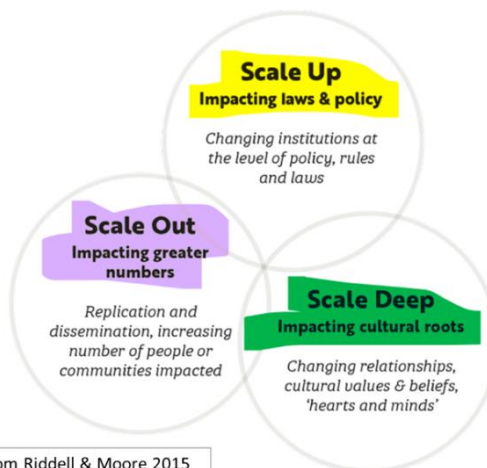 Scale Up
Impacting laws & policy
Changing institutions at
the level of policy, rules
and laws
Scale Out
Impacting greater
numbers
Replication and
dissemination, increasing
number of people or
communities impacted
Scale Deep
Impacting cultural roots
Changing relationships,
cultural values & beliefs,
'hearts and minds'
Riddell & Moore 2015